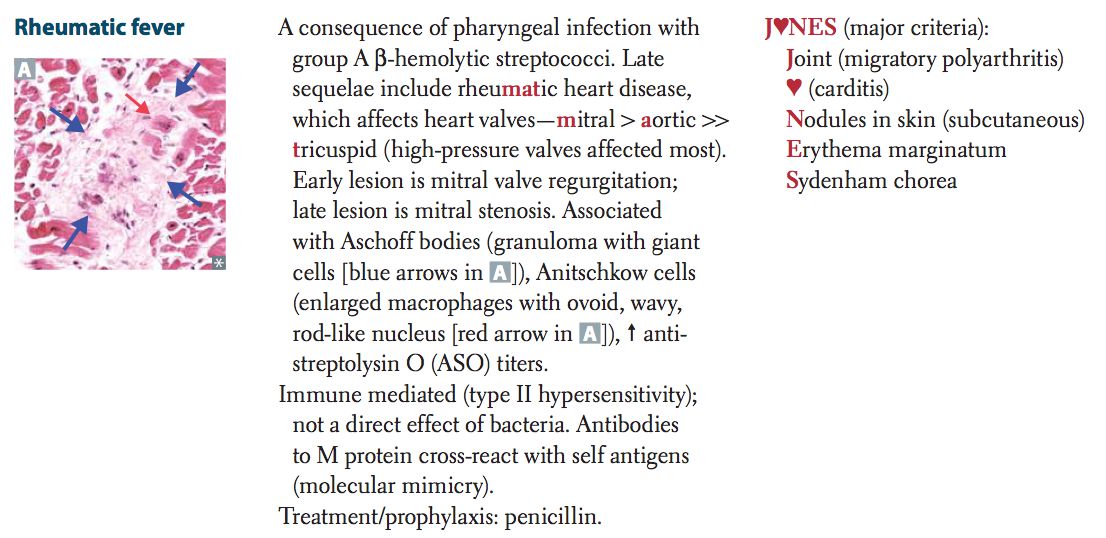 Rheumatic fever
A
*
A consequence of pharyngeal infection with
group A β-hemolytic streptococci. Late
sequelae include rheumatic heart disease,
which affects heart valves—mitral > aortic >>
tricuspid (high-pressure valves affected most).
Early lesion is mitral valve regurgitation;
late lesion is mitral stenosis. Associated
with Aschoff bodies (granuloma with giant
cells [blue arrows in A]), Anitschkow cells
(enlarged macrophages with ovoid, wavy,
rod-like nucleus [red arrow in A]), ↑ anti-
streptolysin O (ASO) titers.
Immune mediated (type II hypersensitivity);
not a direct effect of bacteria. Antibodies
to M protein cross-react with self antigens
(molecular mimicry).
Treatment/prophylaxis: penicillin.
J♥NES (major criteria):
Joint (migratory polyarthritis)
♥ (carditis)
Nodules in skin (subcutaneous)
Erythema marginatum
Sydenham chorea